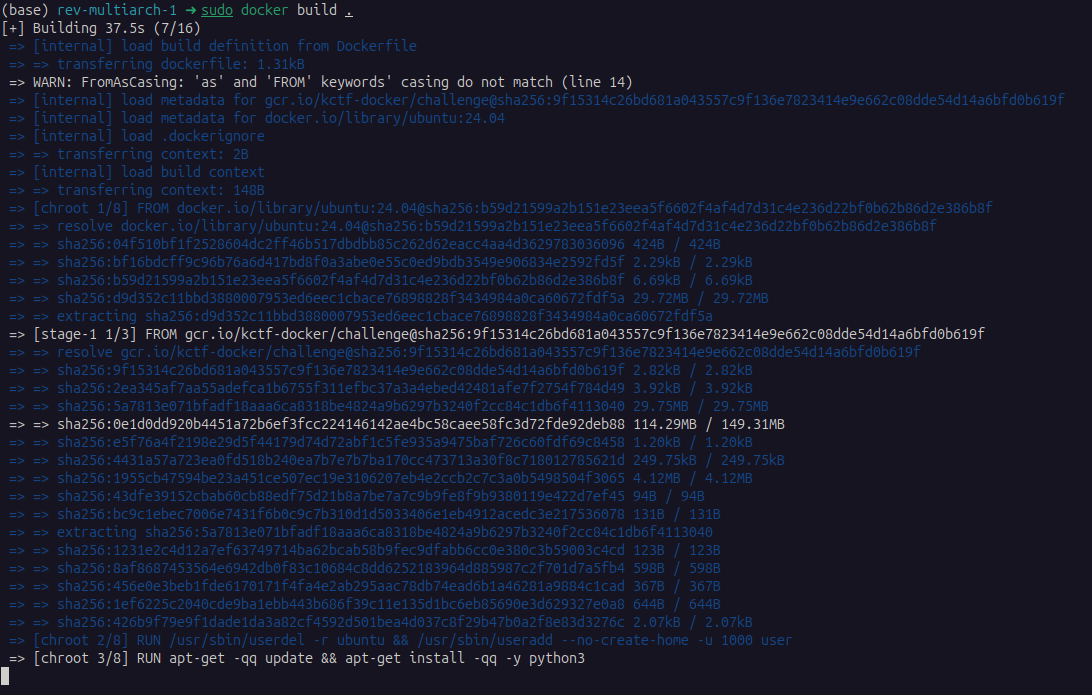 (base) rev-multiarch-1 → sudo docker build .
[+] Building 37.5s (7/16)
=> [internal] load build definition from Dockerfile
=> => transferring dockerfile: 1.31kB
=> WARN: FromAsCasing: 'as' and 'FROM' keywords' casing do not match (line 14)
=> [internal] load metadata for gcr.io/kctf-docker/challenge@sha256:9f15314c26bd681a043557c9f136e7823414e9e662c08dde54d14a6bfd0b619f
=> [internal] load metadata for docker.io/library/ubuntu:24.04
=> [internal] load .dockerignore
=> => transferring context: 2B
=> [internal] load build context
=> => transferring context: 148B
=> [chroot 1/8] FROM docker.io/library/ubuntu:24.04@sha256:b59d21599a2b151e23eea5f6602f4af4d7d31c4e236d22bf0b62b86d2e386b8f
=> => resolve docker.io/library/ubuntu:24.04@sha256:b59d21599a2b151e23eea5f6602f4af4d7d31c4e236d22bf0b62b86d2e386b8f
=> => sha256:04f510bf1f2528604dc2ff46b517dbdbb85c262d62eacc4aa4d3629783036096 424B / 424B
=> => sha256:bf16bdcff9c96b76a6d417bd8f0a3abe0e55c0ed9bdb3549e906834e2592fd5f 2.29kB / 2.29kB
=> => sha256:b59d21599a2b151e23eea5f6602f4af4d7d31c4e236d22bf0b62b86d2e386b8f 6.69kB / 6.69kB
=> => sha256:d9d352c11bbd3880007953ed6eec1cbace76898828f3434984a0ca60672fdf5a 29.72MB / 29.72MB
=> => extracting sha256:d9d352c11bbd3880007953ed6eec1cbace76898828f3434984a0ca60672fdf5a
=> [stage-1 1/3] FROM gcr.io/kctf-docker/challenge@sha256:9f15314c26bd681a043557c9f136e7823414e9e662c08dde54d14a6bfd0b619f
=> => resolve gcr.io/kctf-docker/challenge@sha256:9f15314c26bd681a043557c9f136e7823414e9e662c08dde54d14a6bfd0b619f
=> => sha256:9f15314c26bd681a043557c9f136e7823414e9e662c08dde54d14a6bfd0b619f 2.82kB / 2.82kB
=> => sha256:2ea345af7aa55adefca1b6755f311efbc37a3a4ebed42481afe7f2754f784d49 3.92kB / 3.92kB
=> => sha256:5a7813e071bfadf18aaa6ca8318be4824a9b6297b3240f2cc84c1db6f4113040 29.75MB / 29.75MB
=> => sha256:0e1d0dd920b4451a72b6ef3fcc224146142ae4bc58caee58fc3d72fde92deb88 114.29MB / 149.31MB
=> => sha256:e5f76a4f2198e29d5f44179d74d72abf1c5fe935a9475baf726c60fdf69c8458 1.20kB / 1.20kB
=> => sha256:4431a57a723ea0fd518b240ea7b7e7b7ba170cc473713a30f8c718012785621d 249.75kB / 249.75kB
=> => sha256:1955cb47594be23a451ce507ec19e3106207eb4e2ccb2c7c3a0b5498504f3065 4.12MB / 4.12MB
=> => sha256:43dfe39152cbab60cb88edf75d21b8a7be7a7c9b9fe8f9b9380119e422d7ef45 94B / 94B
=> => sha256:bc9c1ebec7006e7431f6b0c9c7b310d1d5033406e1eb4912acedc3e217536078 131B / 131B
=> => extracting sha256:5a7813e071bfadf18aaa6ca8318be4824a9b6297b3240f2cc84c1db6f4113040
=> => sha256:1231e2c4d12a7ef63749714ba62bcab58b9fec9dfabb6cc0e380c3b59003c4cd 123B / 123B
=> => sha256:8af8687453564e6942db0f83c10684c8dd6252183964d885987c2f701d7a5fb4 598B / 598B
=> => sha256:456e0e3beb1fde6170171f4fa4e2ab295aac78db74ead6b1a46281a9884c1cad 367B / 367B
=> => sha256:1ef6225c2040cde9ba1ebb443b686f39c11e135d1bc6eb85690e3d629327e0a8 644B / 644B
=> => sha256:426b9f79e9f1dade1da3a82cf4592d501bea4d037c8f29b47b0a2f8e83d3276c 2.07kB / 2.07kB
=> [chroot 2/8] RUN /usr/sbin/userdel -r ubuntu && /usr/sbin/useradd --no-create-home -u 1000 user
=> [chroot 3/8] RUN apt-get -qq update && apt-get install -qq -y python3